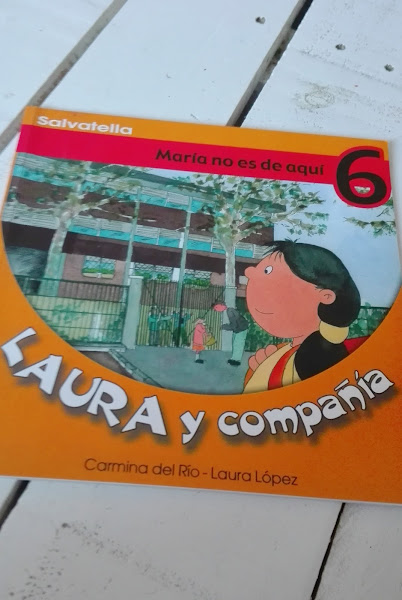 Salvatella
María no es de aquí 6
LAURA y compañía
Carmina del Río - Laura López